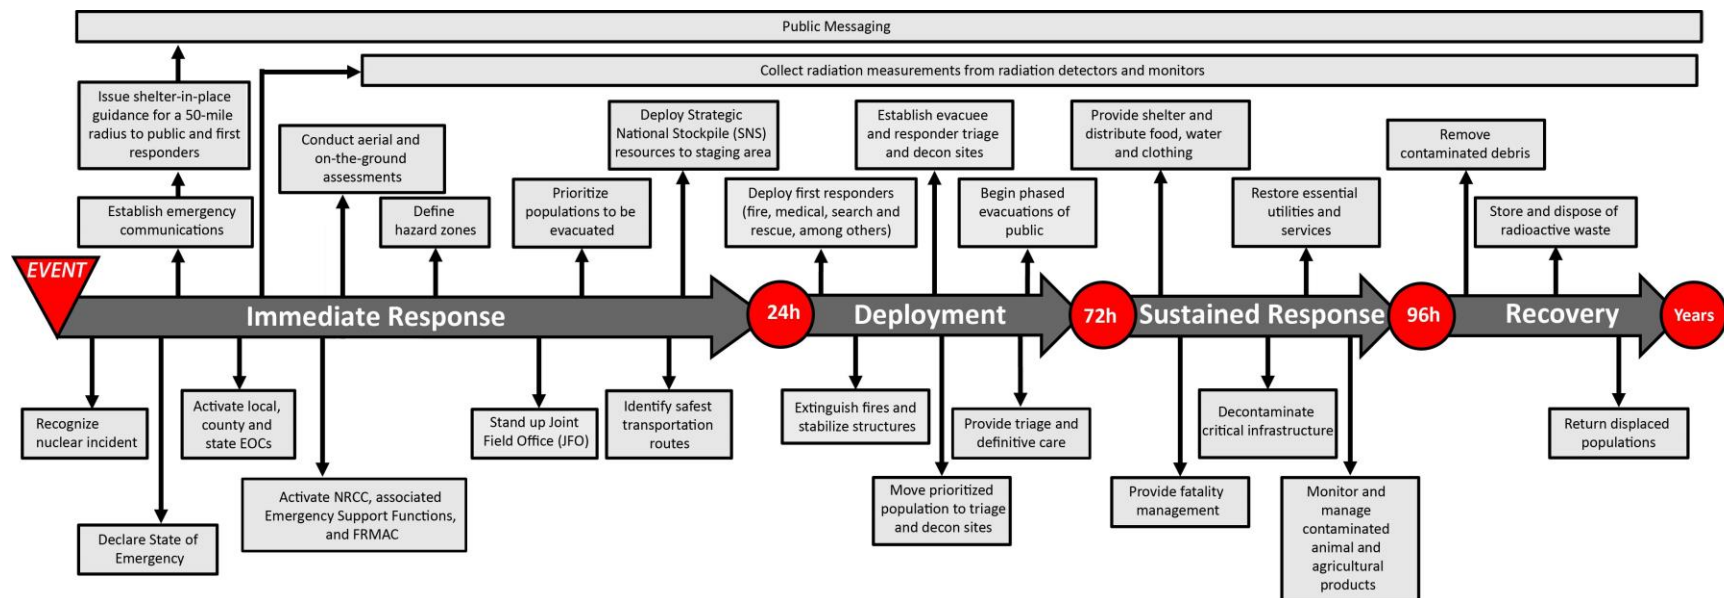 Public Messaging
Collect radiation measurements from radiation detectors and monitors
Issue shelter-in-place
guidance for a 50-mile
radius to public and first
responders
Establish emergency
communications
Conduct aerial and
on-the-ground
assessments
Define
hazard zones
Prioritize
populations to be
evacuated
Deploy Strategic
National Stockpile (SNS)
resources to staging area
Deploy first responders
(fire, medical, search and
rescue, among others)
Establish evacuee
and responder triage
and decon sites
Begin phased
evacuations of
public
Provide shelter and
distribute food, water
and clothing
Restore essential
utilities and
services
Remove
contaminated debris
Store and dispose of
radioactive waste
EVENT
Immediate Response
24h
Deployment
72h
Sustained Response
96h
Recovery
Years
Recognize
nuclear incident
Declare State of
Emergency
Activate local,
county and
state EOCs
Activate NRCC, associated
Emergency Support Functions,
and FRMAC
Stand up Joint
Field Office (JFO)
Identify safest
transportation
routes
Extinguish fires and
stabilize structures
Move prioritized
population to triage
and decon sites
Provide triage and
definitive care
Provide fatality
management
Decontaminate
critical infrastructure
Monitor and
manage
contaminated
animal and
agricultural
products
Return displaced
populations